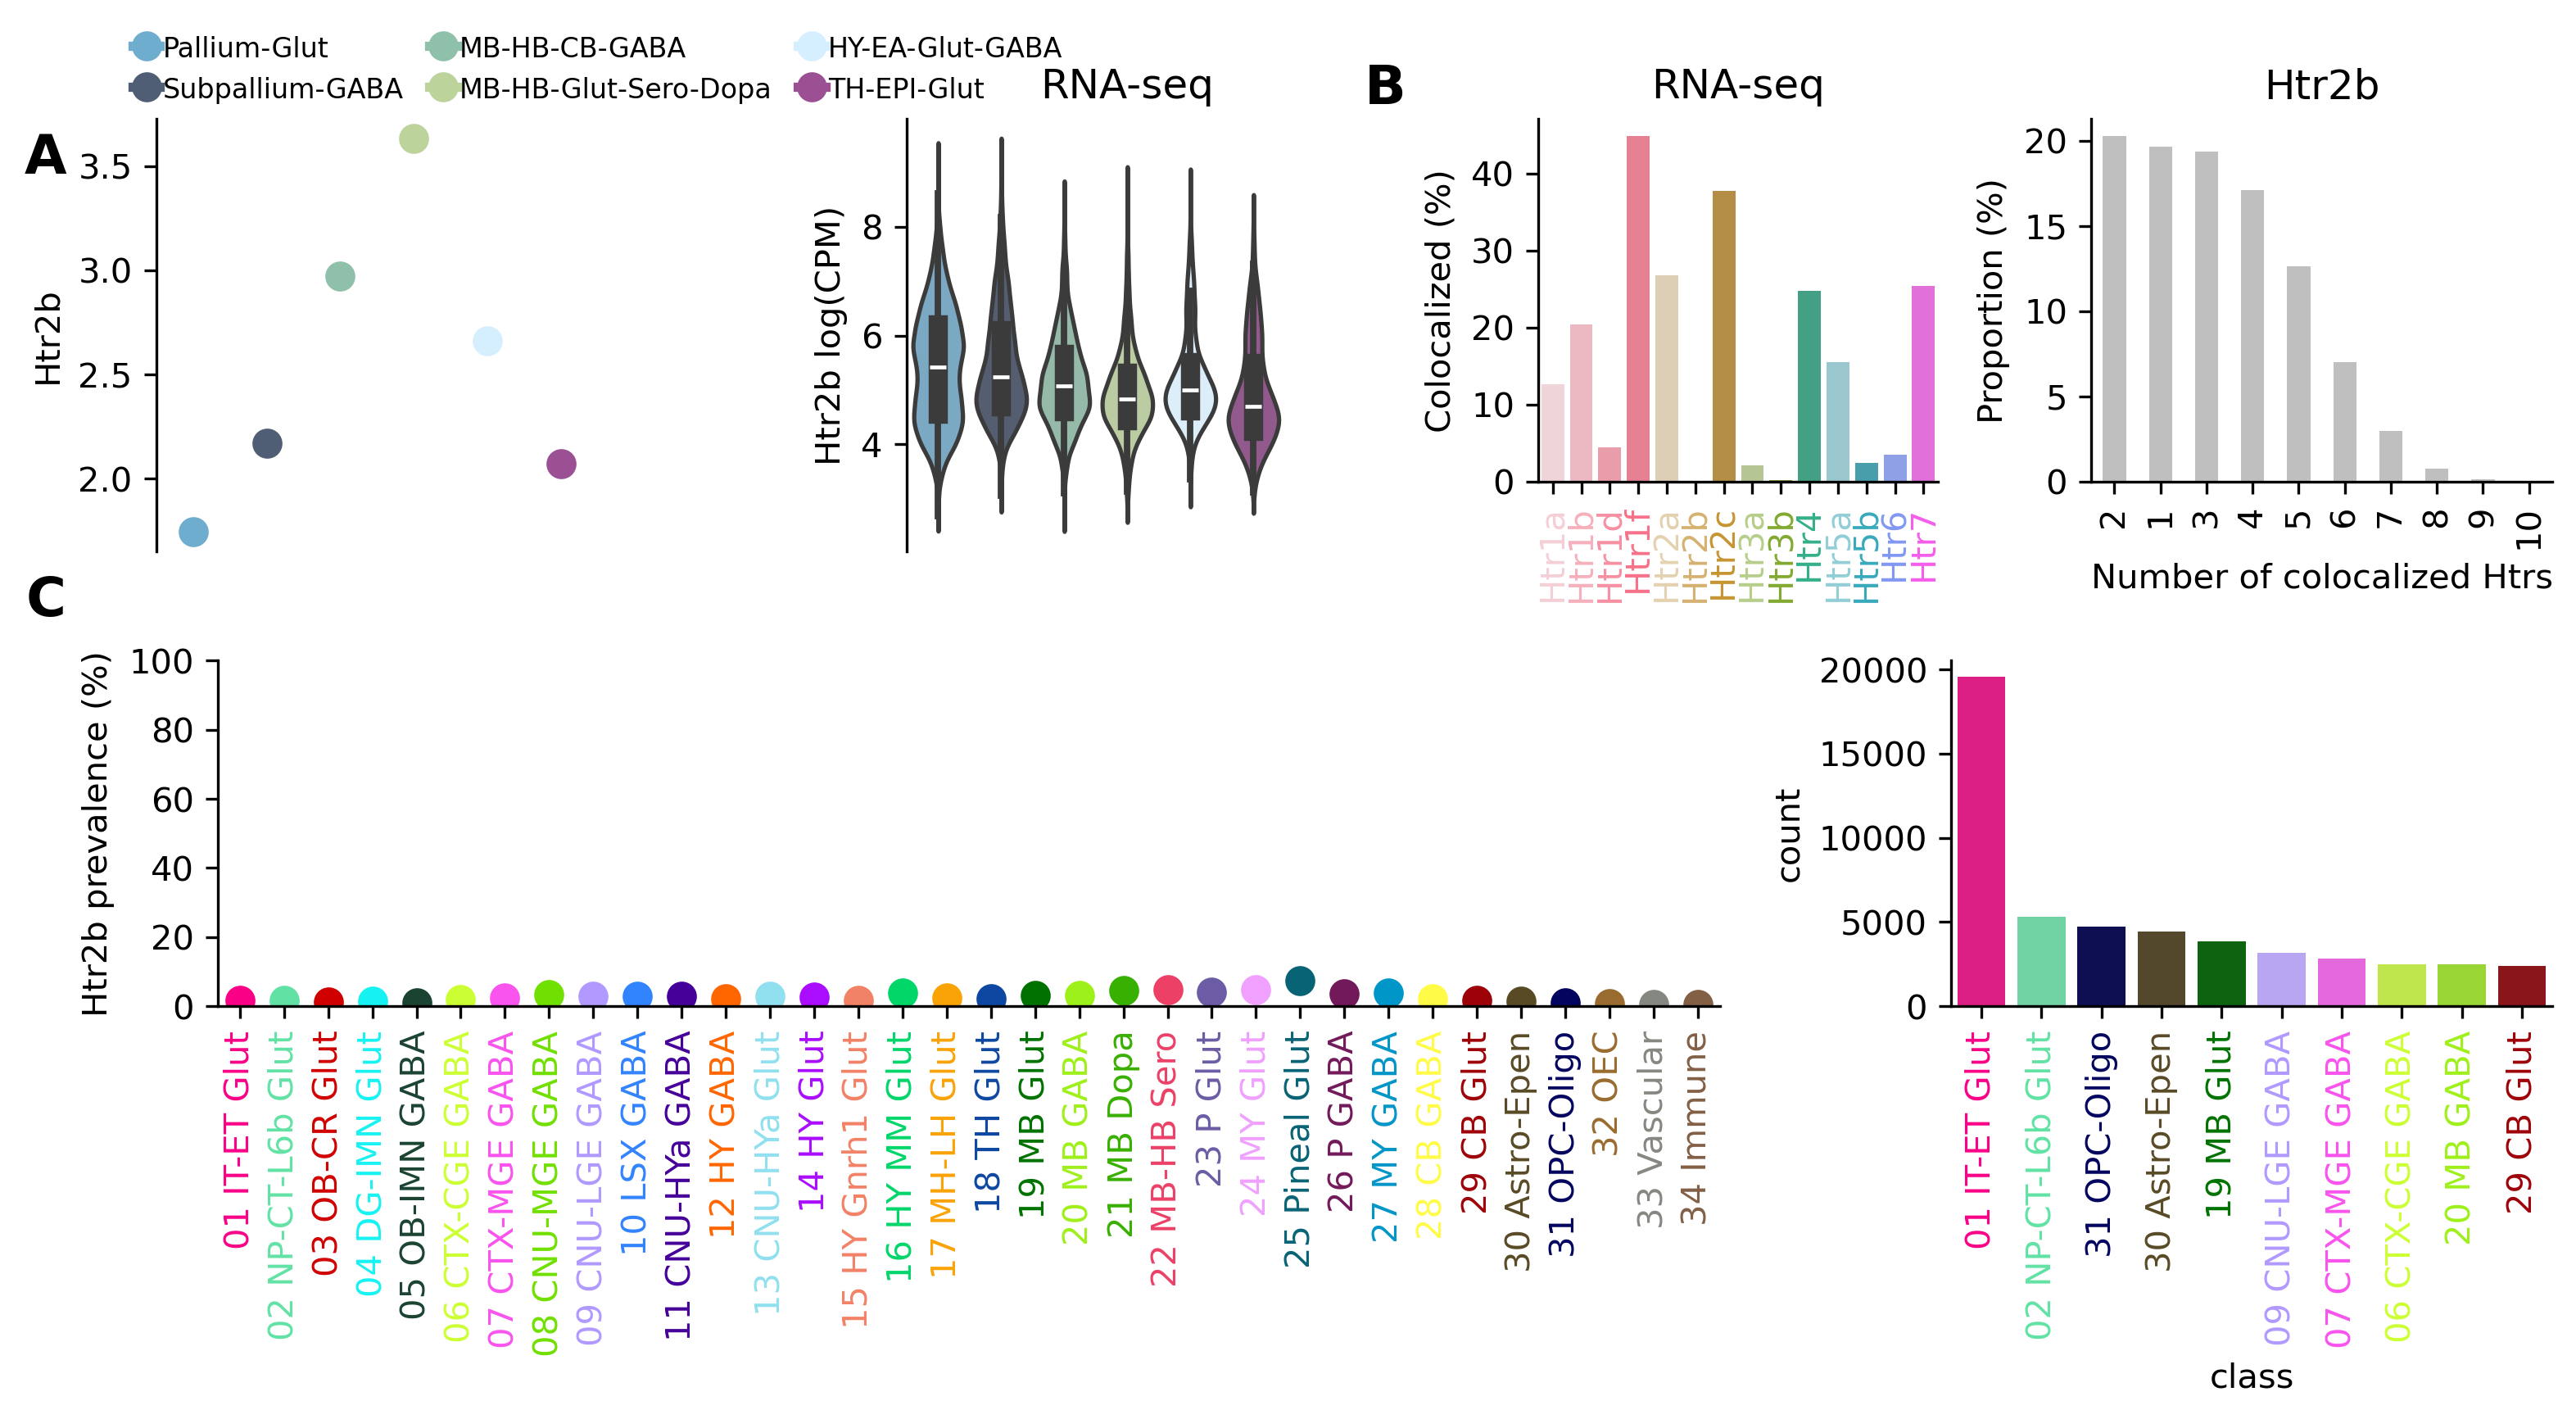 Pallium-Glut
Subpallium-GABA
MB-HB-CB-GABA
MB-HB-Glut-Sero-Dopa
HY-EA-Glut-GABA
TH-EPI-Glut
A
Htr2b
3.5
3.0
2.5
2.0
RNA-seq
Htr2b log(CPM)
8
6
4
B
RNA-seq
Colocalized (%)
40
30
20
10
0
Htr1a
Htr1b
Htr1d
Htr1f
Htr2a
Htr2b
Htr2c
Htr3a
Htr3b
Htr4
Htr5a
Htr5b
Htr6
Htr7
Htr2b
Proportion (%)
20
15
10
5
0
2
1
3
4
5
6
7
8
9
10
Number of colocalized Htrs
C
Htr2b prevalence (%)
100
80
60
40
20
0
01 IT-ET Glut
02 NP-CT-L6b Glut
03 OB-CR Glut
04 DG-IMN Glut
05 OB-IMN GABA
06 CTX-CGE GABA
07 CTX-MGE GABA
08 CNU-MGE GABA
09 CNU-LGE GABA
10 LSX GABA
11 CNU-HYa GABA
12 HY GABA
13 CNU-HYa Glut
14 HY Glut
15 HY Gnrh1 Glut
16 HY MM Glut
17 MH-LH Glut
18 TH Glut
19 MB Glut
20 MB GABA
21 MB Dopa
22 MB-HB Sero
23 P Glut
24 MY Glut
25 Pineal Glut
26 P GABA
27 MY GABA
28 CB GABA
29 CB Glut
30 Astro-Epen
31 OPC-Oligo
32 OEC
33 Vascular
34 Immune
count
20000
15000
10000
5000
0
01 IT-ET Glut
02 NP-CT-L6b Glut
31 OPC-Oligo
30 Astro-Epen
19 MB Glut
09 CNU-LGE GABA
07 CTX-MGE GABA
06 CTX-CGE GABA
20 MB GABA
29 CB Glut
class